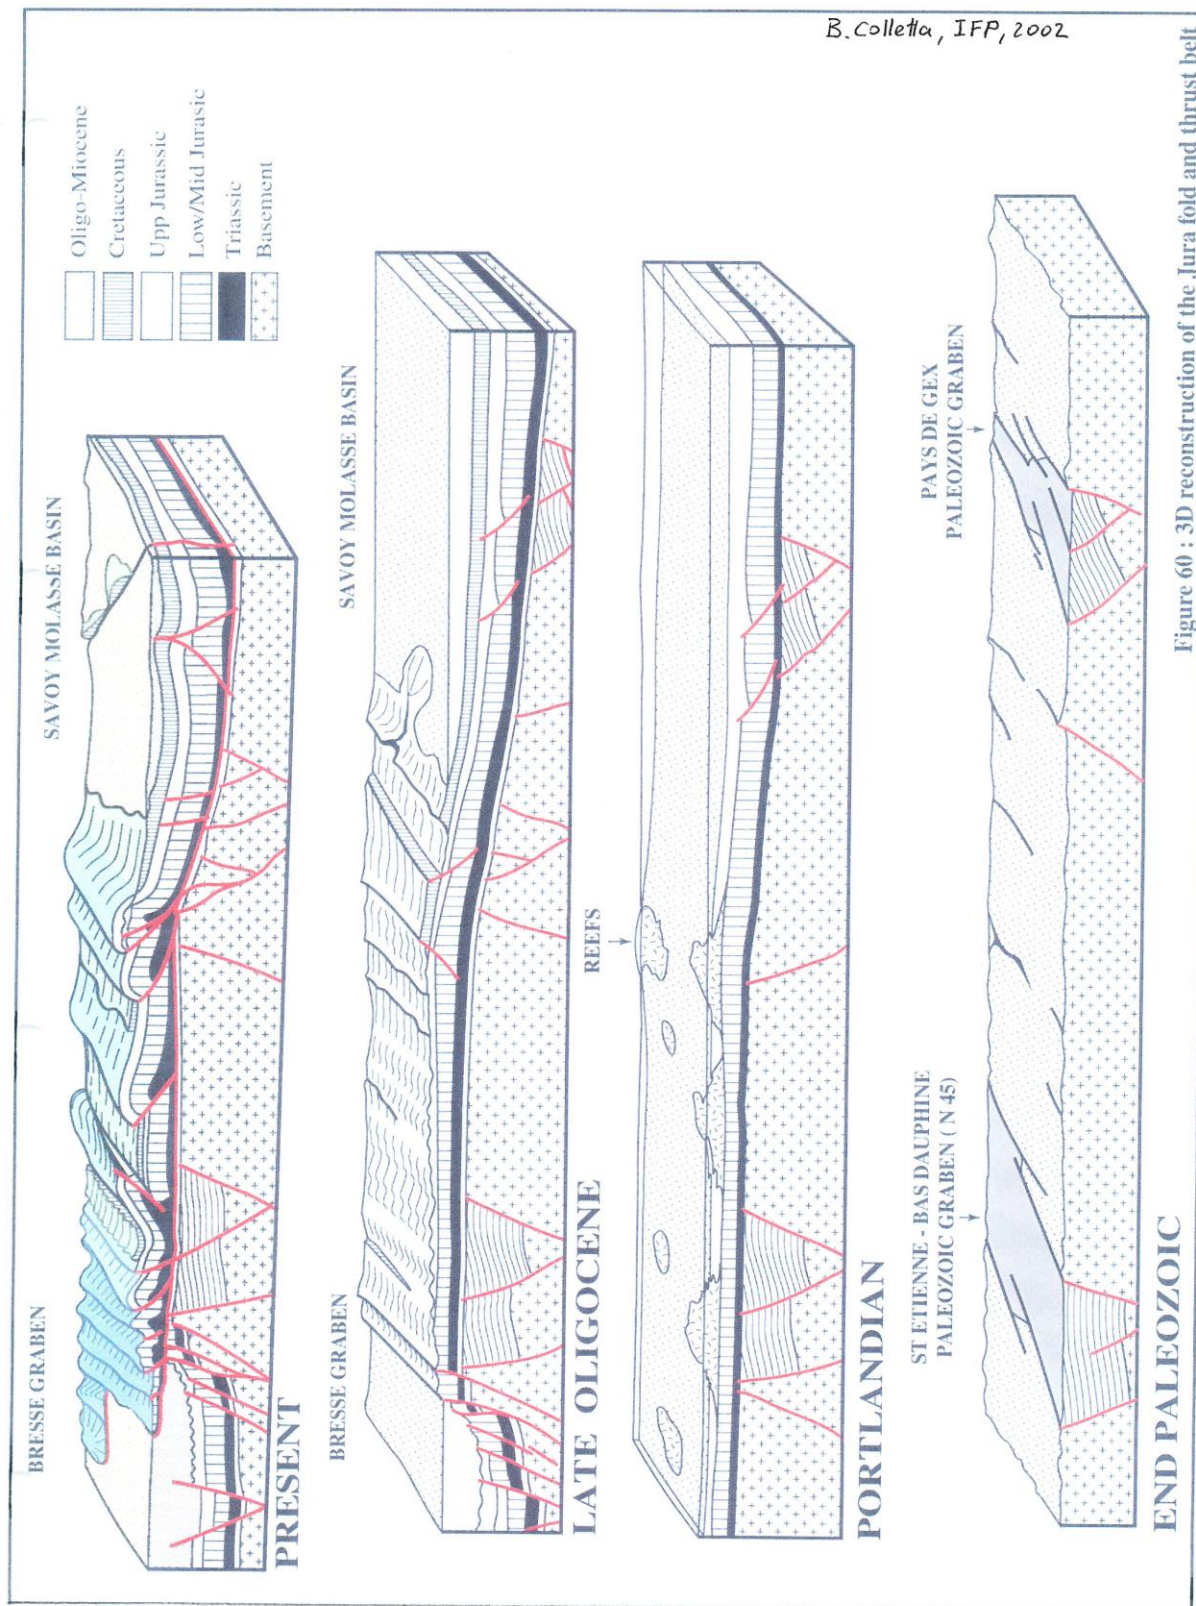 B. Colletta, IFP, 2002
SAVOY MOLASSE BASIN
BRESSE GRABEN
PRESENT
Oligo-Miocene
Cretaceous
Upp Jurassic
Low/Mid Jurasic
Triassic
Basement
SAVOY MOLASSE BASIN
BRESSE GRABEN
LATE OLIGOCENE
REEFS
PORTLANDIAN
ST ETIENNE - BAS DAUPHINE
PALEOZOIC GRABEN ( N 45)
PAYS DE GEX
PALEOZOIC GRABEN
END PALEOZOIC
Figure 60 : 3D reconstruction of the Jura fold and thrust belt